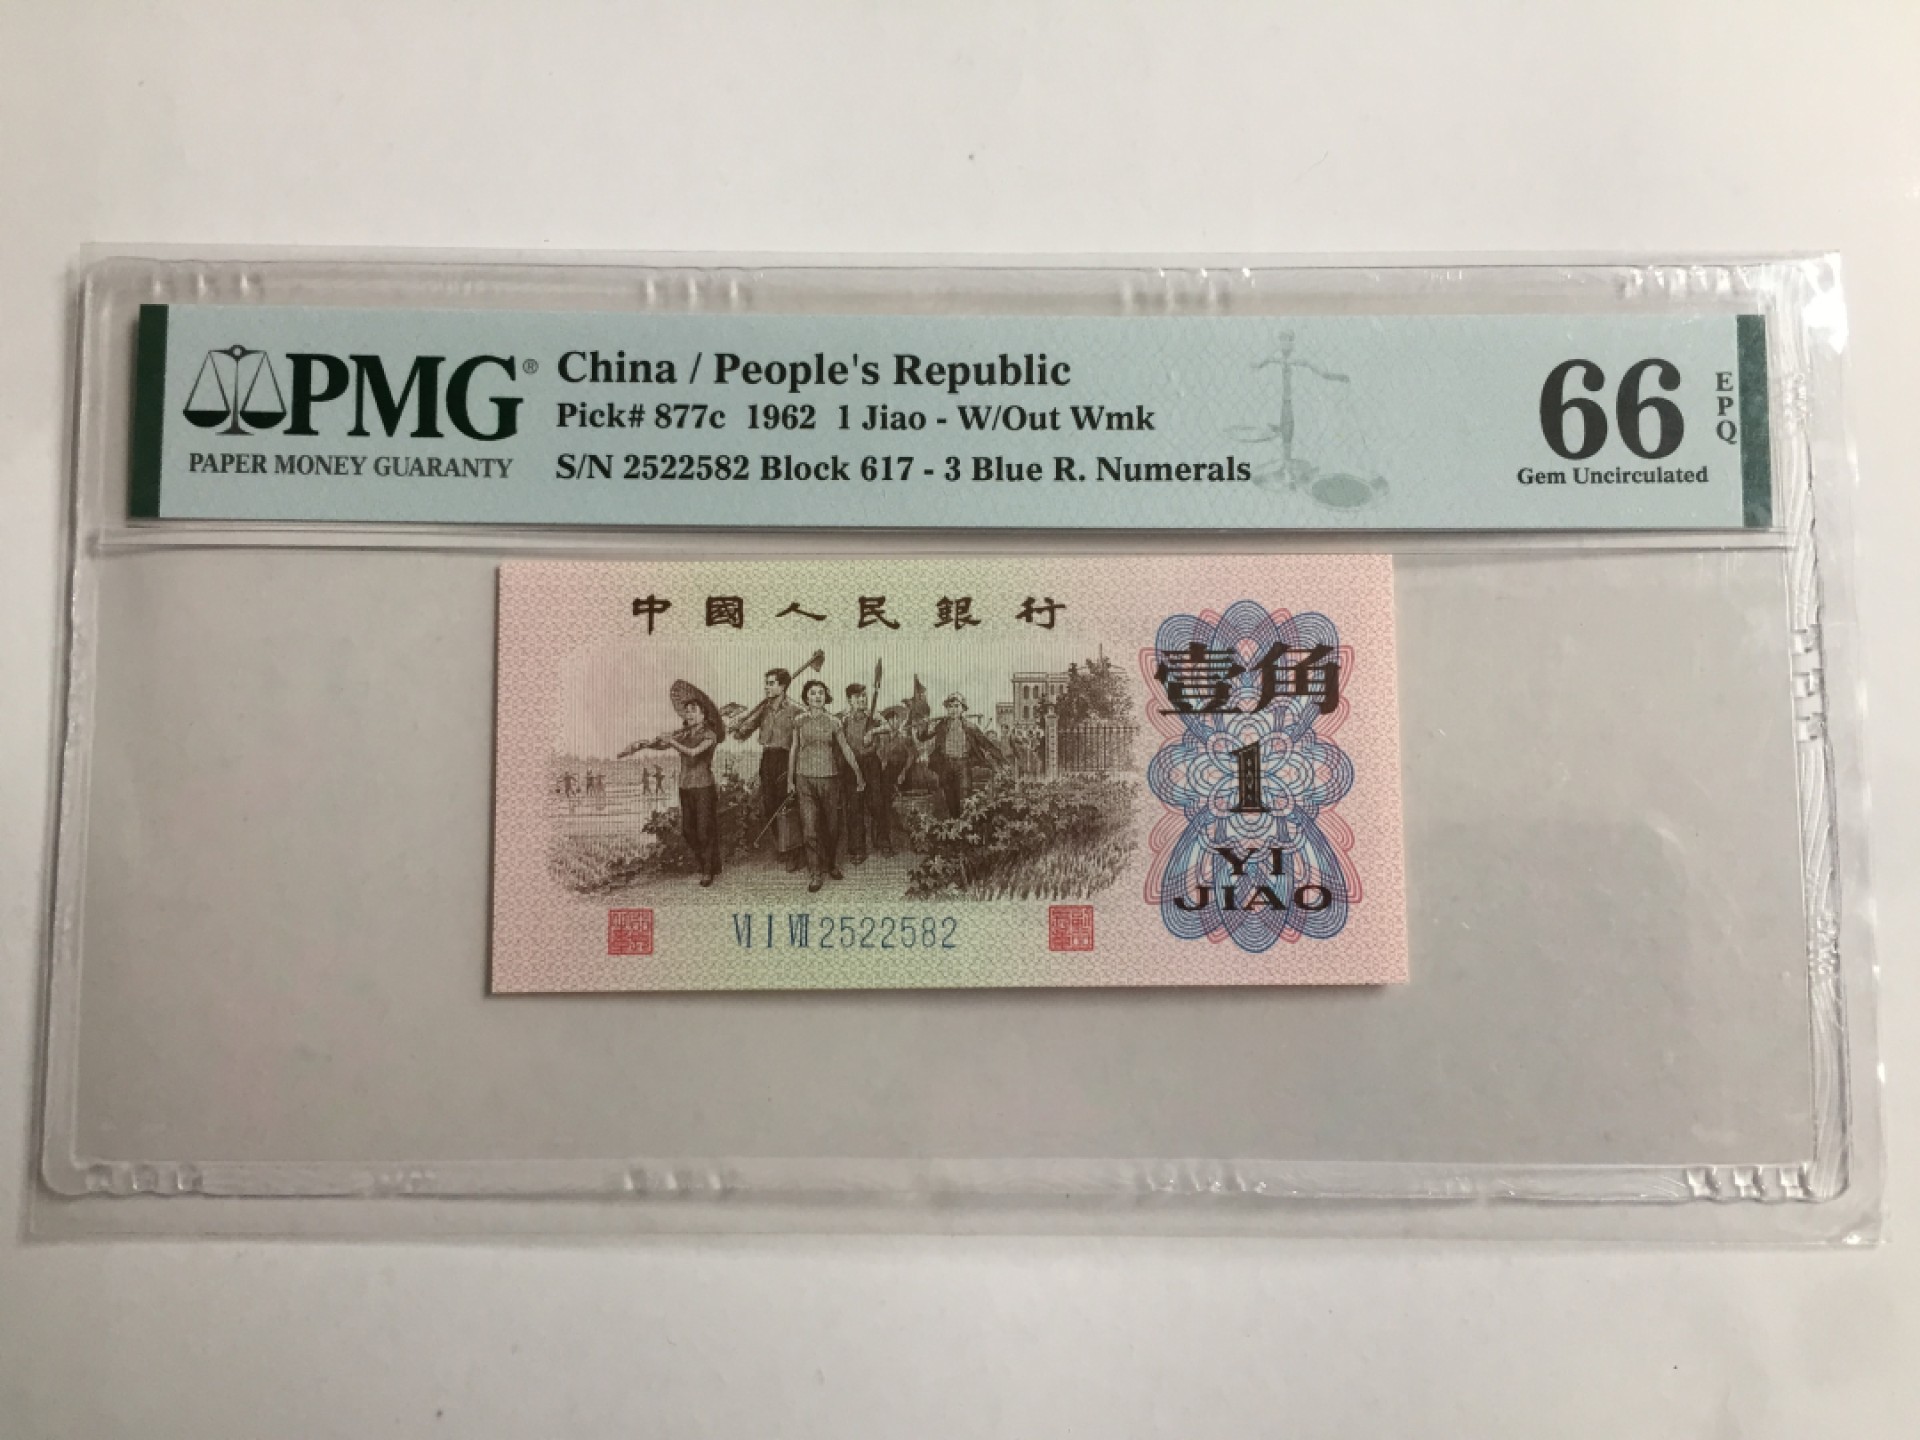 PMG®
PAPER MONEY GUARANTY
China / People's Republic
Pick# 877c 1962 1 Jiao - W/Out Wmk
S/N 2522582 Block 617 - 3 Blue R. Numerals
66
EPQ
Gem Uncirculated
中國人民銀行
壹角
1
YI
JIAO
VI I VII 2522582